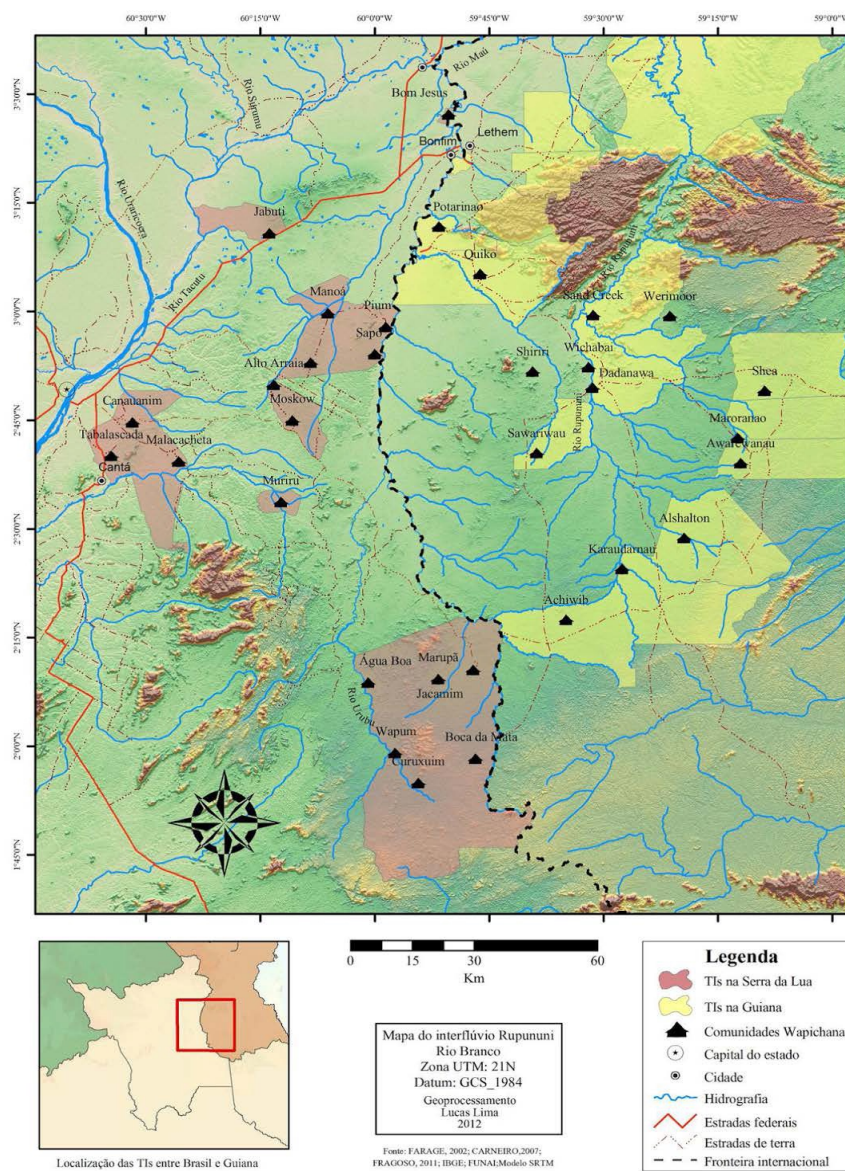 60°30'0"W 60°15'0"W 60°0'0"W 59°45'0"W 59°30'0"W 59°15'0"W 59°0'0"W
3°30'0"N
3°15'0"N
3°0'0"N
2°45'0"N
2°30'0"N
2°15'0"N
2°0'0"N
1°45'0"N
Rio Maú
Rio Surumu
Bom Jesus
Bonfim
Lethem
Rio Uraricoera
Potarinao
Jabuti
Quiko
Rio Rupununi
Rio Tacutu
Manoá
Pium
Sand Creek
Werimoor
Sapo
Alto Arraia
Shiriri
Wichabai
Dadanawa
Shea
Canauanim
Moskow
Tabalascada
Malacacheta
Sawariwau
Rio Rupununi
Maroranao
Awarewanau
Cantá
Muriru
Alshalton
Karaudarnau
Achiwib
Agua Boa
Marupã
Jacamim
Rio Urubu
Wapum
Boca da Mata
Curuxuim
Localização das TIs entre Brasil e Guiana
0 15 30 60
Km
Mapa do interflúvio Rupununi
Rio Branco
Zona UTM: 21N
Datum: GCS_1984
Geoprocessamento
Lucas Lima
2012
Fonte: FARAGE, 2002; CARNEIRO,2007;
FRAGOSO, 2011; IBGE; FUNAI;Modelo SRTM
Legenda
TIs na Serra da Lua
TIs na Guiana
Comunidades Wapichana
Capital do estado
Cidade
Hidrografia
Estradas federais
Estradas de terra
Fronteira internacional